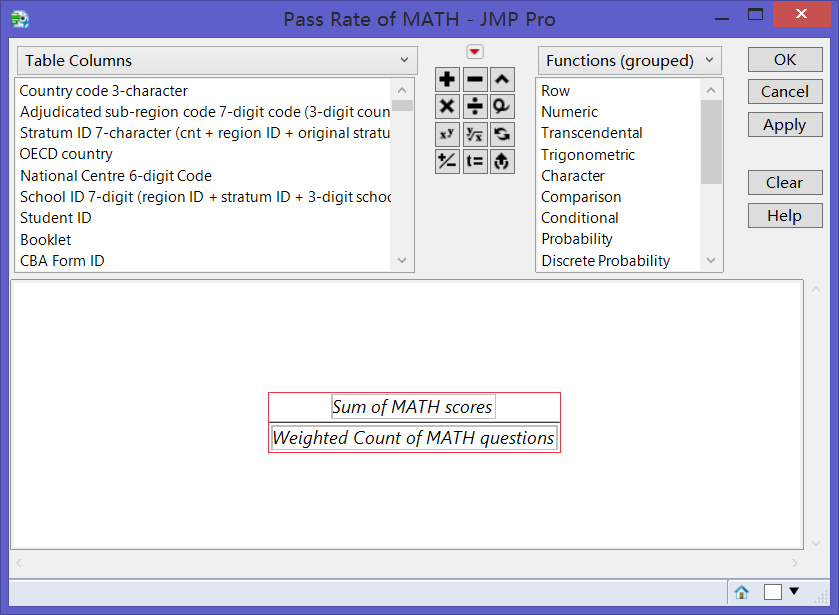 Pass Rate of MATH - JMP Pro
Table Columns
Country code 3-character
Adjudicated sub-region code 7-digit code (3-digit coun
Stratum ID 7-character (cnt + region ID + original stratu
OECD country
National Centre 6-digit Code
School ID 7-digit (region ID + stratum ID + 3-digit schoo
Student ID
Booklet
CBA Form ID
xʸ
ʸ√x
+/-
t=
Functions (grouped)
Row
Numeric
Transcendental
Trigonometric
Character
Comparison
Conditional
Probability
Discrete Probability
OK
Cancel
Apply
Clear
Help
Sum of MATH scores
Weighted Count of MATH questions